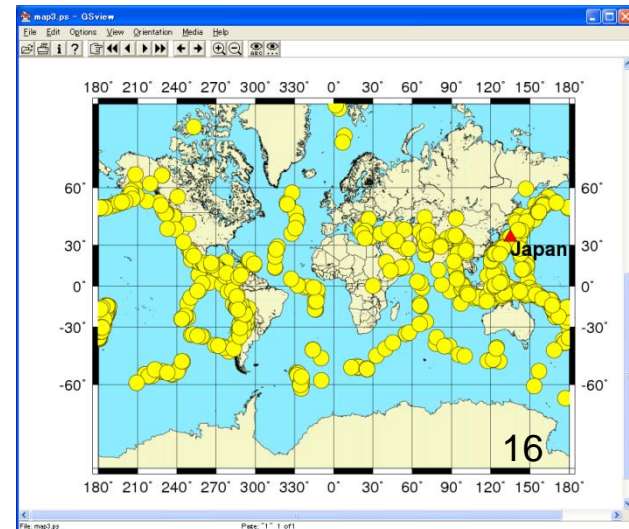 map3.ps - GSview
File Edit Options View Orientation Media Help
i ?
ABC
180° 210° 240° 270° 300° 330° 0° 30° 60° 90° 120° 150° 180°
60° 60°
30° 30°
Japan
0° 0°
-30° -30°
-60° -60°
16
180° 210° 240° 270° 300° 330° 0° 30° 60° 90° 120° 150° 180°
File: map3.ps Page: "1" 1 of 1